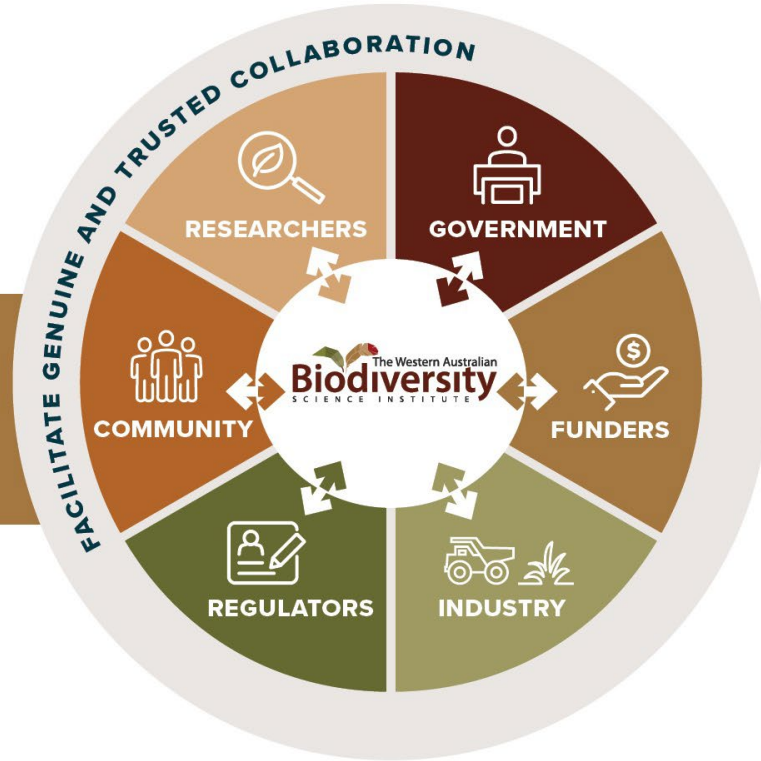 FACILITATE GENUINE AND TRUSTED COLLABORATION
RESEARCHERS
GOVERNMENT
The Western Australian
Biodiversity
SCIENCE INSTITUTE
COMMUNITY
$
FUNDERS
REGULATORS
INDUSTRY